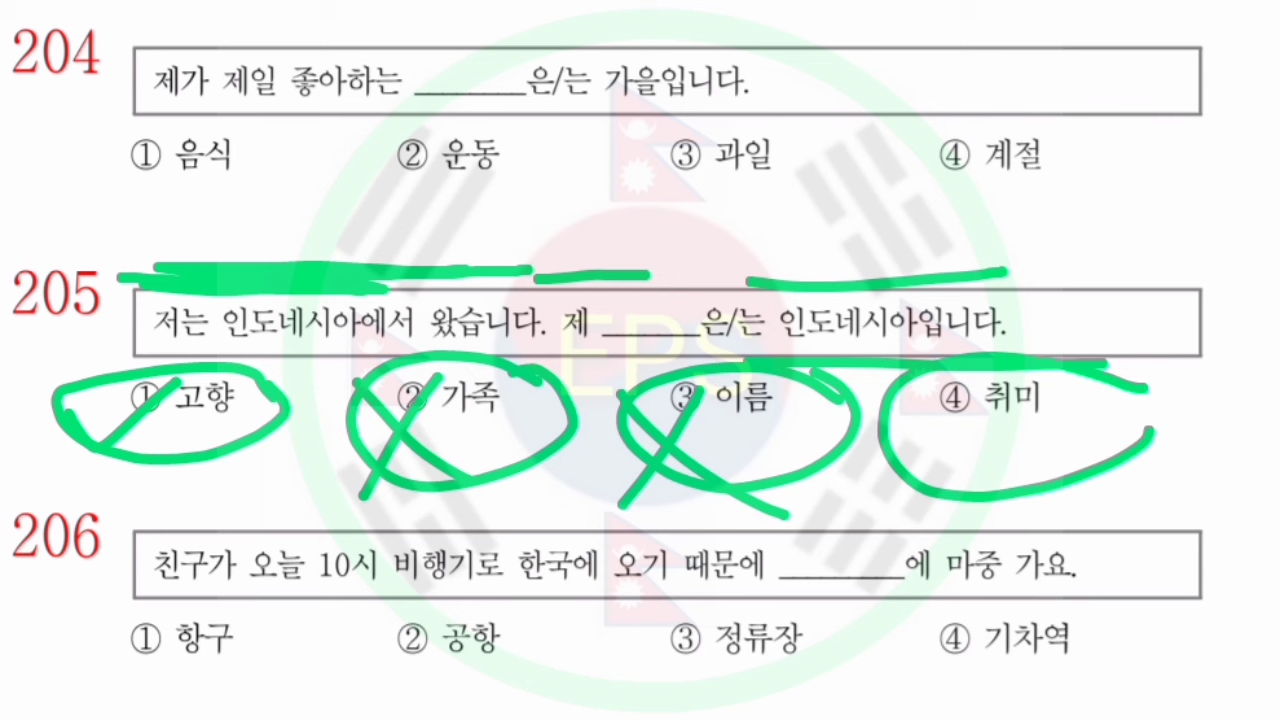 204
제가 제일 좋아하는 _______은/는 가을입니다.
① 음식 ② 운동 ③ 과일 ④ 계절
205
저는 인도네시아에서 왔습니다. 제 ______은/는 인도네시아입니다.
① 고향 ② 가족 ③ 이름 ④ 취미
EPS
206
친구가 오늘 10시 비행기로 한국에 오기 때문에 ________에 마중 가요.
① 항구 ② 공항 ③ 정류장 ④ 기차역